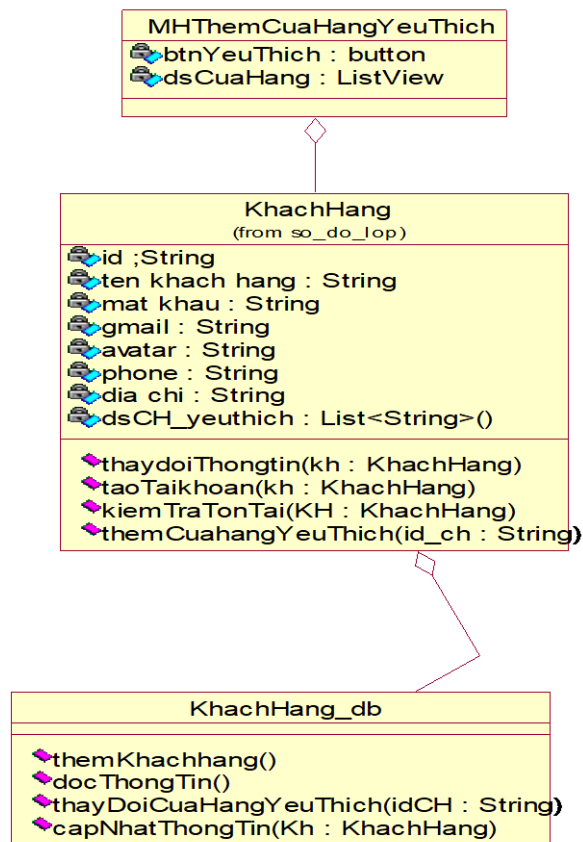 MHThemCuaHangYeuThich
btnYeuThich : button
dsCuaHang : ListView
KhachHang
(from so_do_lop)
id ;String
ten khach hang : String
mat khau : String
gmail : String
avatar : String
phone : String
dia chi : String
dsCH_yeuthich : List<String>()
thaydoiThongtin(kh : KhachHang)
taoTaikhoan(kh : KhachHang)
kiemTraTonTai(KH : KhachHang)
themCuahangYeuThich(id_ch : String)
KhachHang_db
themKhachhang()
docThongTin()
thayDoiCuaHangYeuThich(idCH : String)
capNhatThongTin(Kh : KhachHang)